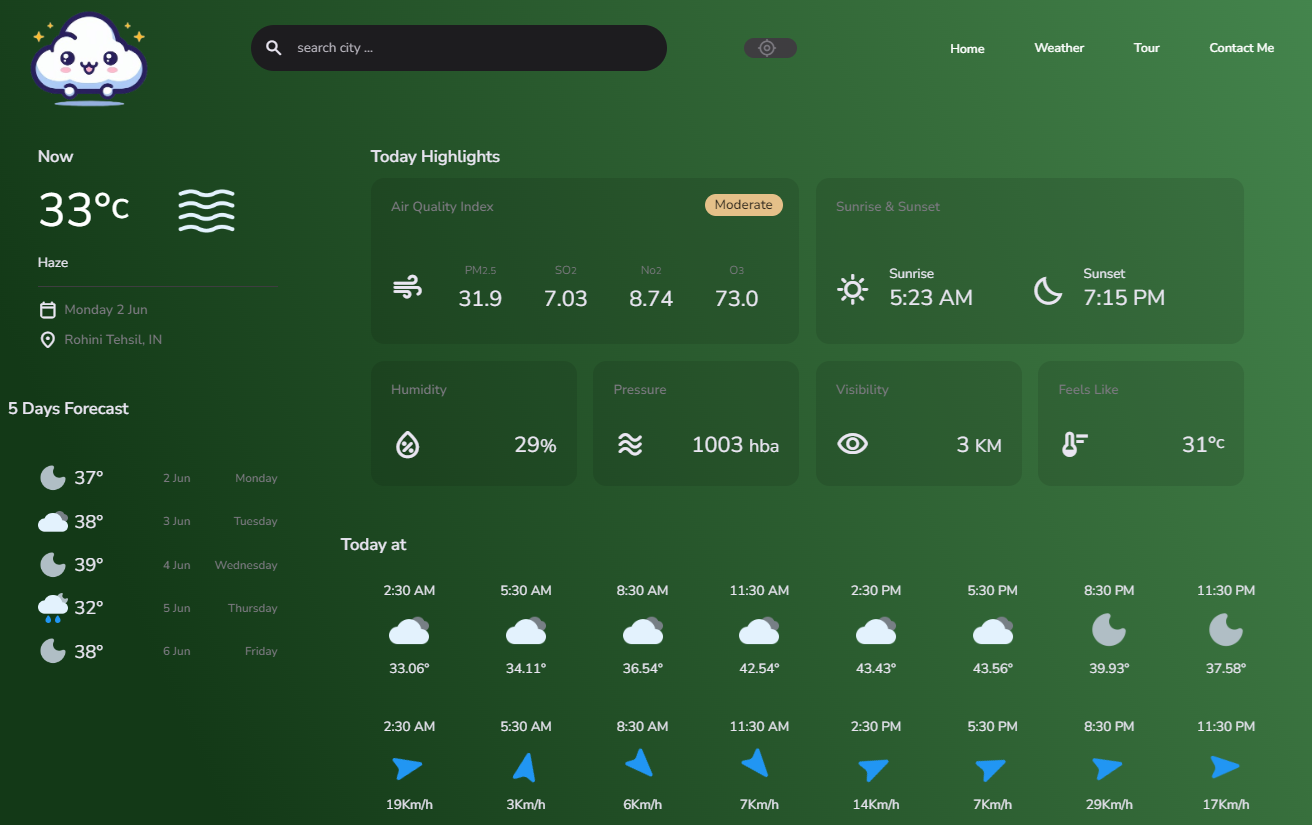 search city ...
Home Weather Tour Contact Me
Now
33°c
Haze
Monday 2 Jun
Rohini Tehsil, IN
5 Days Forecast
37° 2 Jun Monday
38° 3 Jun Tuesday
39° 4 Jun Wednesday
32° 5 Jun Thursday
38° 6 Jun Friday
Today Highlights
Air Quality Index Moderate
PM2.5 SO2 No2 O3
31.9 7.03 8.74 73.0
Sunrise & Sunset
Sunrise Sunset
5:23 AM 7:15 PM
Humidity
29%
Pressure
1003 hba
Visibility
3 KM
Feels Like
31°c
Today at
2:30 AM 5:30 AM 8:30 AM 11:30 AM 2:30 PM 5:30 PM 8:30 PM 11:30 PM
33.06° 34.11° 36.54° 42.54° 43.43° 43.56° 39.93° 37.58°
2:30 AM 5:30 AM 8:30 AM 11:30 AM 2:30 PM 5:30 PM 8:30 PM 11:30 PM
19Km/h 3Km/h 6Km/h 7Km/h 14Km/h 7Km/h 29Km/h 17Km/h